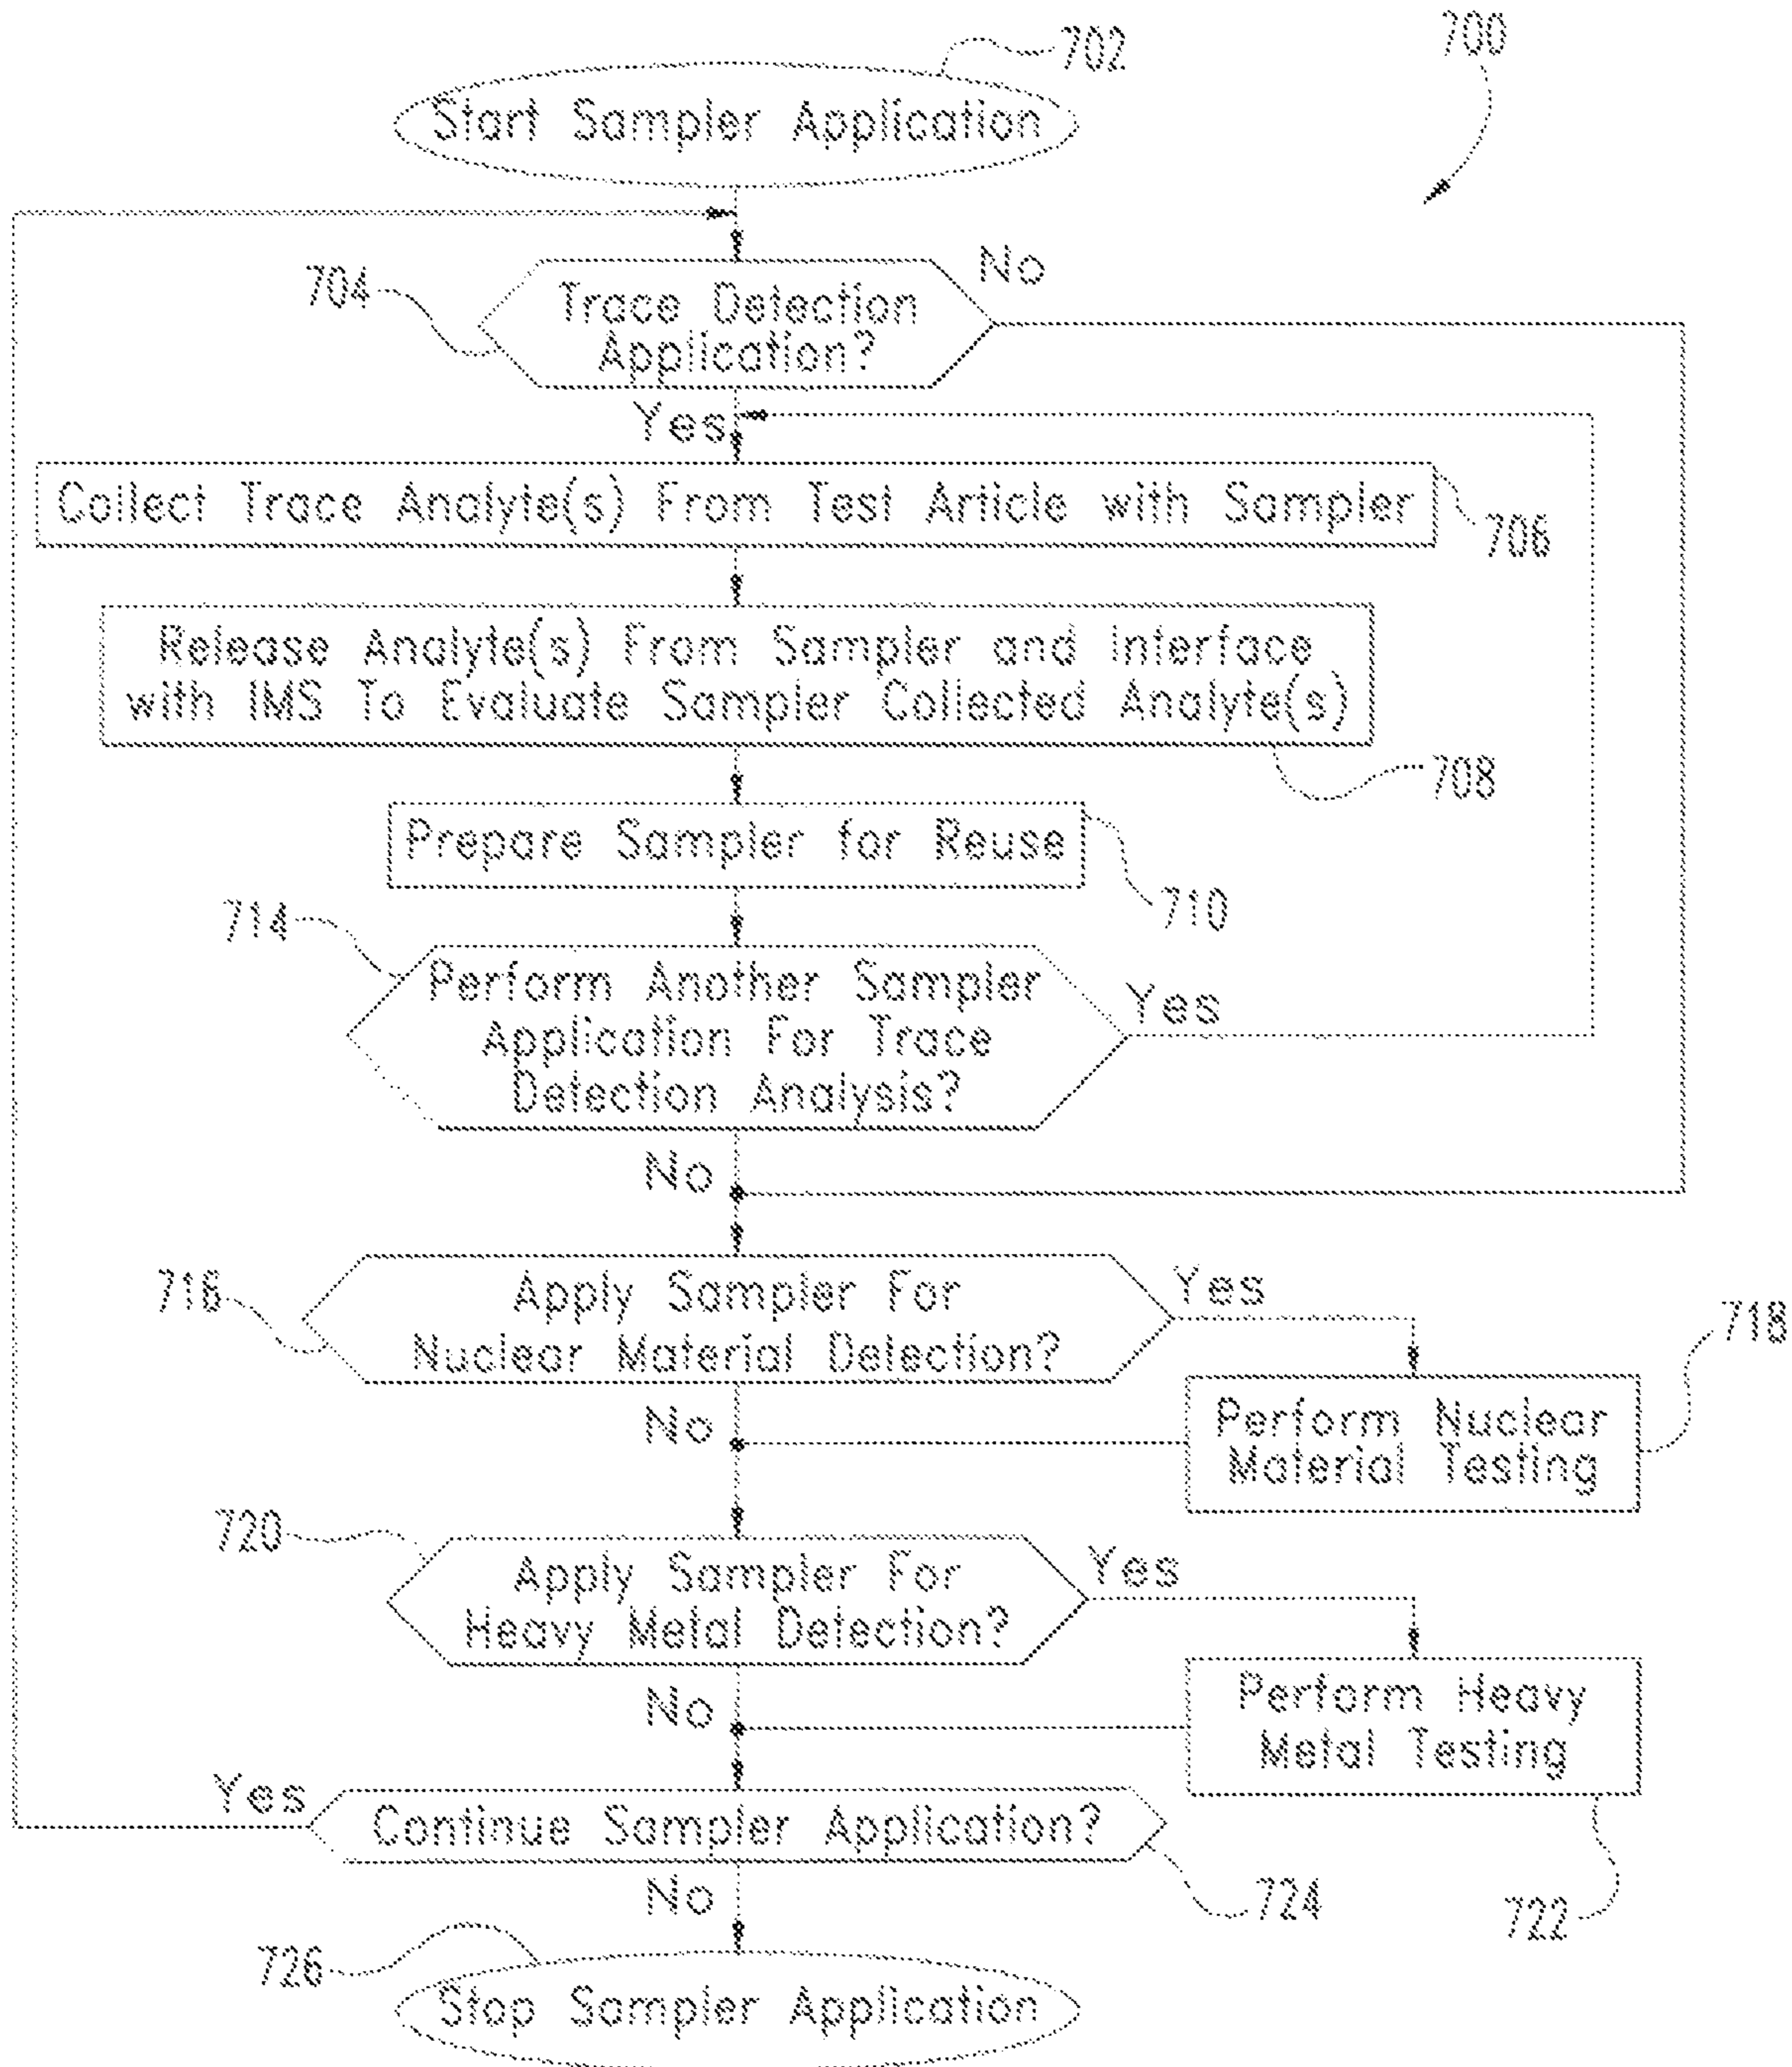 702
700
Start Sampler Application
No
704
Trace Detection
Application?
Yes
Collect Trace Analyte(s) From Test Article with Sampler
706
Release Analyte(s) From Sampler and Interface
with IMS To Evaluate Sampler Collected Analyte(s)
708
Prepare Sampler for Reuse
710
714
Perform Another Sampler
Application For Trace
Detection Analysis?
Yes
No
716
Apply Sampler For
Nuclear Material Detection?
Yes
718
No
Perform Nuclear
Material Testing
720
Apply Sampler For
Heavy Metal Detection?
Yes
No
Perform Heavy
Metal Testing
Yes
Continue Sampler Application?
724
722
No
726
Stop Sampler Application